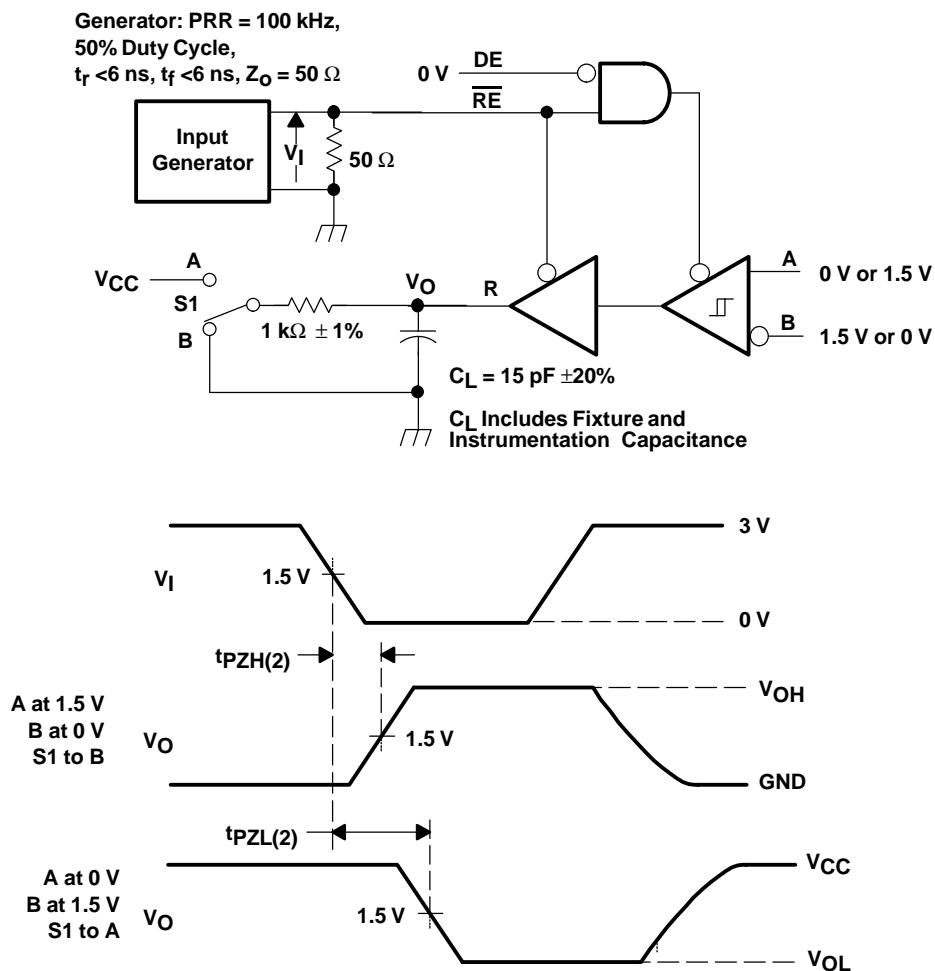 Generator: PRR = 100 kHz,
50% Duty Cycle,
tr <6 ns, tf <6 ns, ZO = 50 Ω
0 V
DE
RE
Input
Generator
VI
50 Ω
VCC
A
S1
B
1 kΩ ± 1%
VO
R
A
0 V or 1.5 V
B
1.5 V or 0 V
CL = 15 pF ±20%
CL Includes Fixture and
Instrumentation Capacitance
3 V
VI
1.5 V
0 V
tPZH(2)
VOH
A at 1.5 V
B at 0 V
S1 to B
VO
1.5 V
GND
tPZL(2)
VCC
A at 0 V
B at 1.5 V
S1 to A
VO
1.5 V
VOL